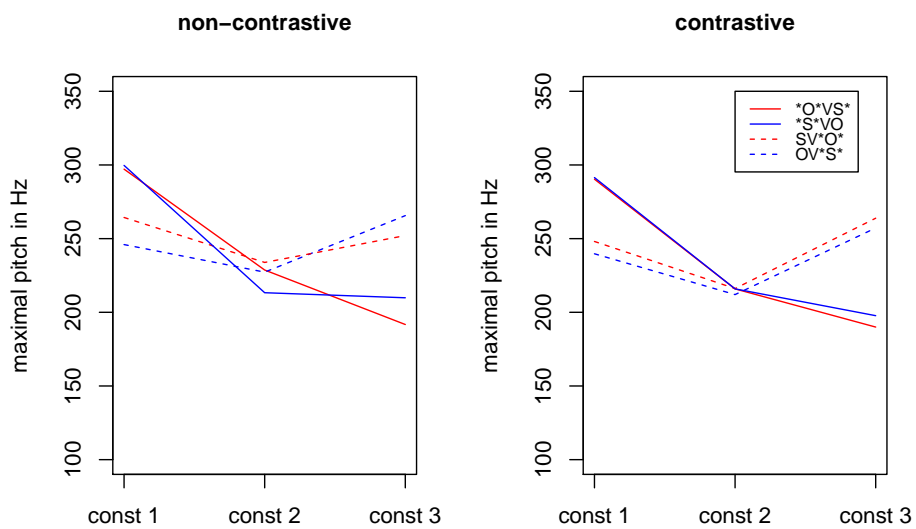 non−contrastive
maximal pitch in Hz
350
300
250
200
150
100
const 1 const 2 const 3
contrastive
maximal pitch in Hz
350
300
250
200
150
100
*O*VS*
*S*VO
SV*O*
OV*S*
const 1 const 2 const 3